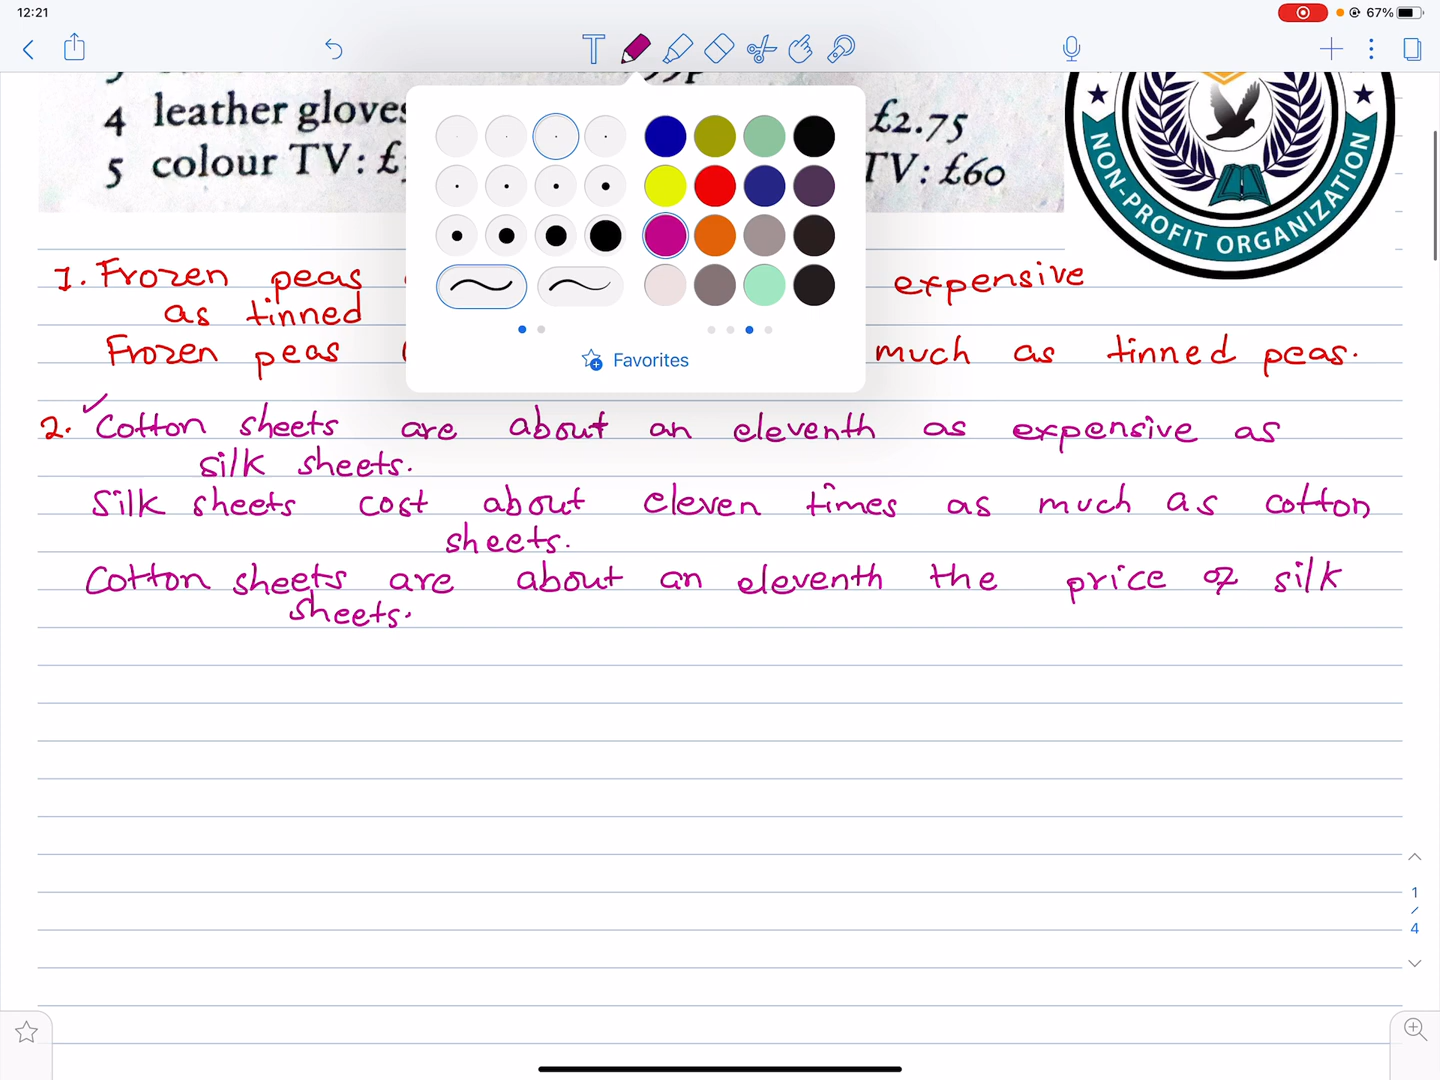 12:21
67%
4 leather gloves £2.75
5 colour TV: £ TV: £60
NON-PROFIT ORGANIZATION
Favorites
1. Frozen peas expensive
as tinned
Frozen peas much as tinned peas.
2. Cotton sheets are about an eleventh as expensive as
silk sheets.
Silk sheets cost about eleven times as much as cotton
sheets.
Cotton sheets are about an eleventh the price of silk
sheets.
1
/
4